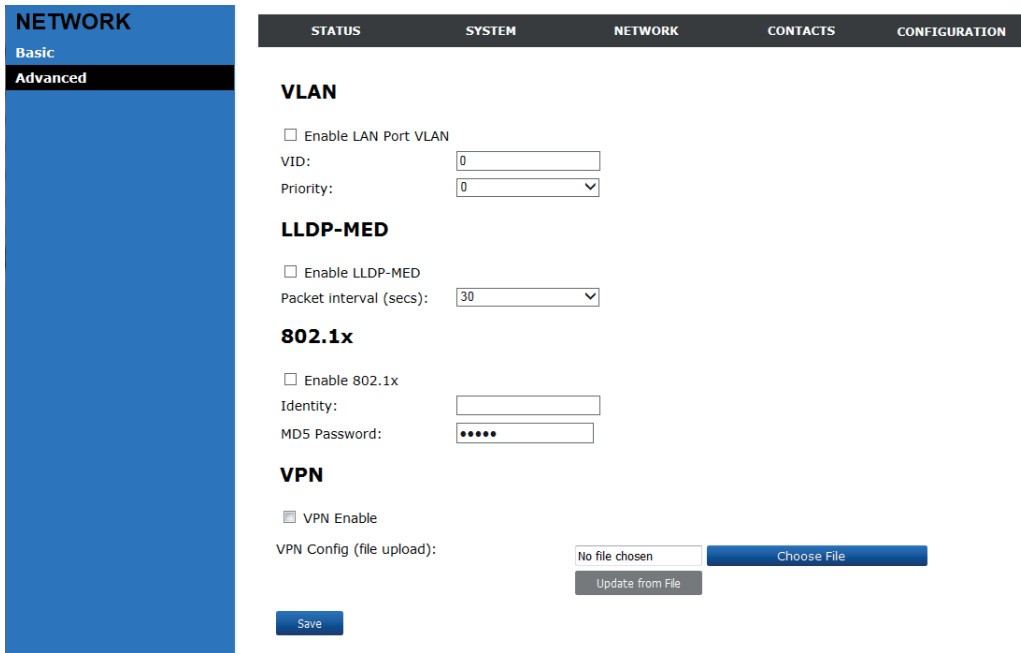 NETWORK
Basic
Advanced
STATUS SYSTEM NETWORK CONTACTS CONFIGURATION
VLAN
Enable LAN Port VLAN
VID: 0
Priority: 0
LLDP-MED
Enable LLDP-MED
Packet interval (secs): 30
802.1x
Enable 802.1x
Identity:
MD5 Password: •••••
VPN
VPN Enable
VPN Config (file upload):
No file chosen Choose File
Update from File
Save